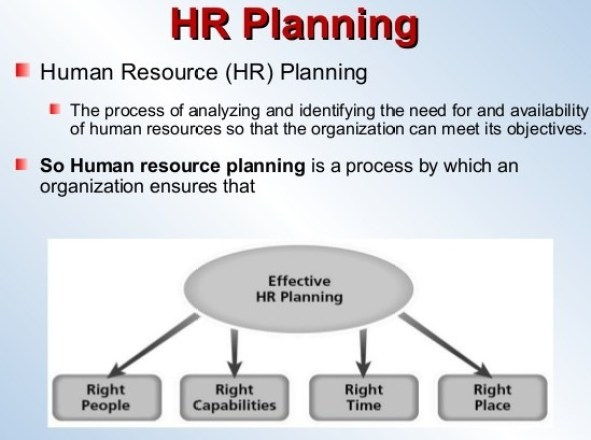 HR Planning
Human Resource (HR) Planning
The process of analyzing and identifying the need for and availability
of human resources so that the organization can meet its objectives.
So Human resource planning is a process by which an
organization ensures that
Effective
HR Planning
Right
People
Right
Capabilities
Right
Time
Right
Place